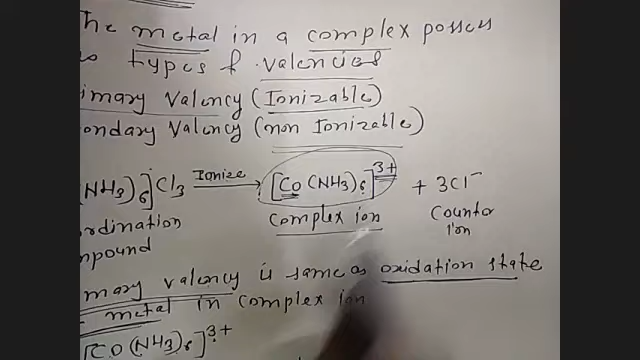 The metal in a complex posses
types of valencies
imary Valency (Ionizable)
ondary Valency (non Ionizable)
(NH3)6]Cl3 Ionize → [Co(NH3)6]3+ + 3Cl-
ordination mpound
complex ion
Counter ion
mary valency is same as oxidation state
metal in complex ion
[Co(NH3)6]3+